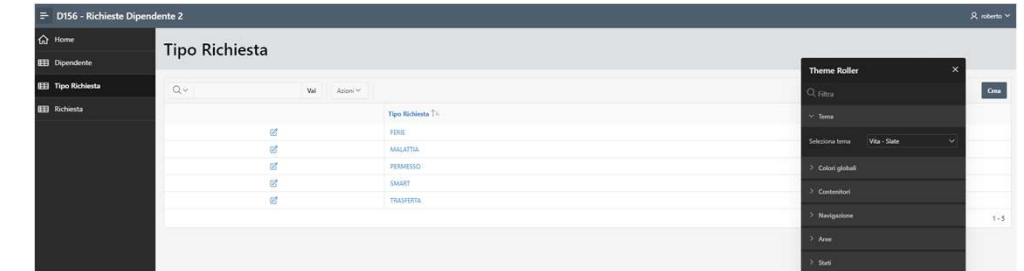 D156 - Richieste Dipendente 2
roberto
Home
Dipendente
Tipo Richiesta
Richiesta
Tipo Richiesta
Vai
Azioni
Crea
Tipo Richiesta
FERIE
MALATTIA
PERMESSO
SMART
TRASFERTA
1 - 5
Theme Roller
Filtra
Tema
Seleziona tema
Vita - Slate
Colori globali
Contenitori
Navigazione
Aree
Stati